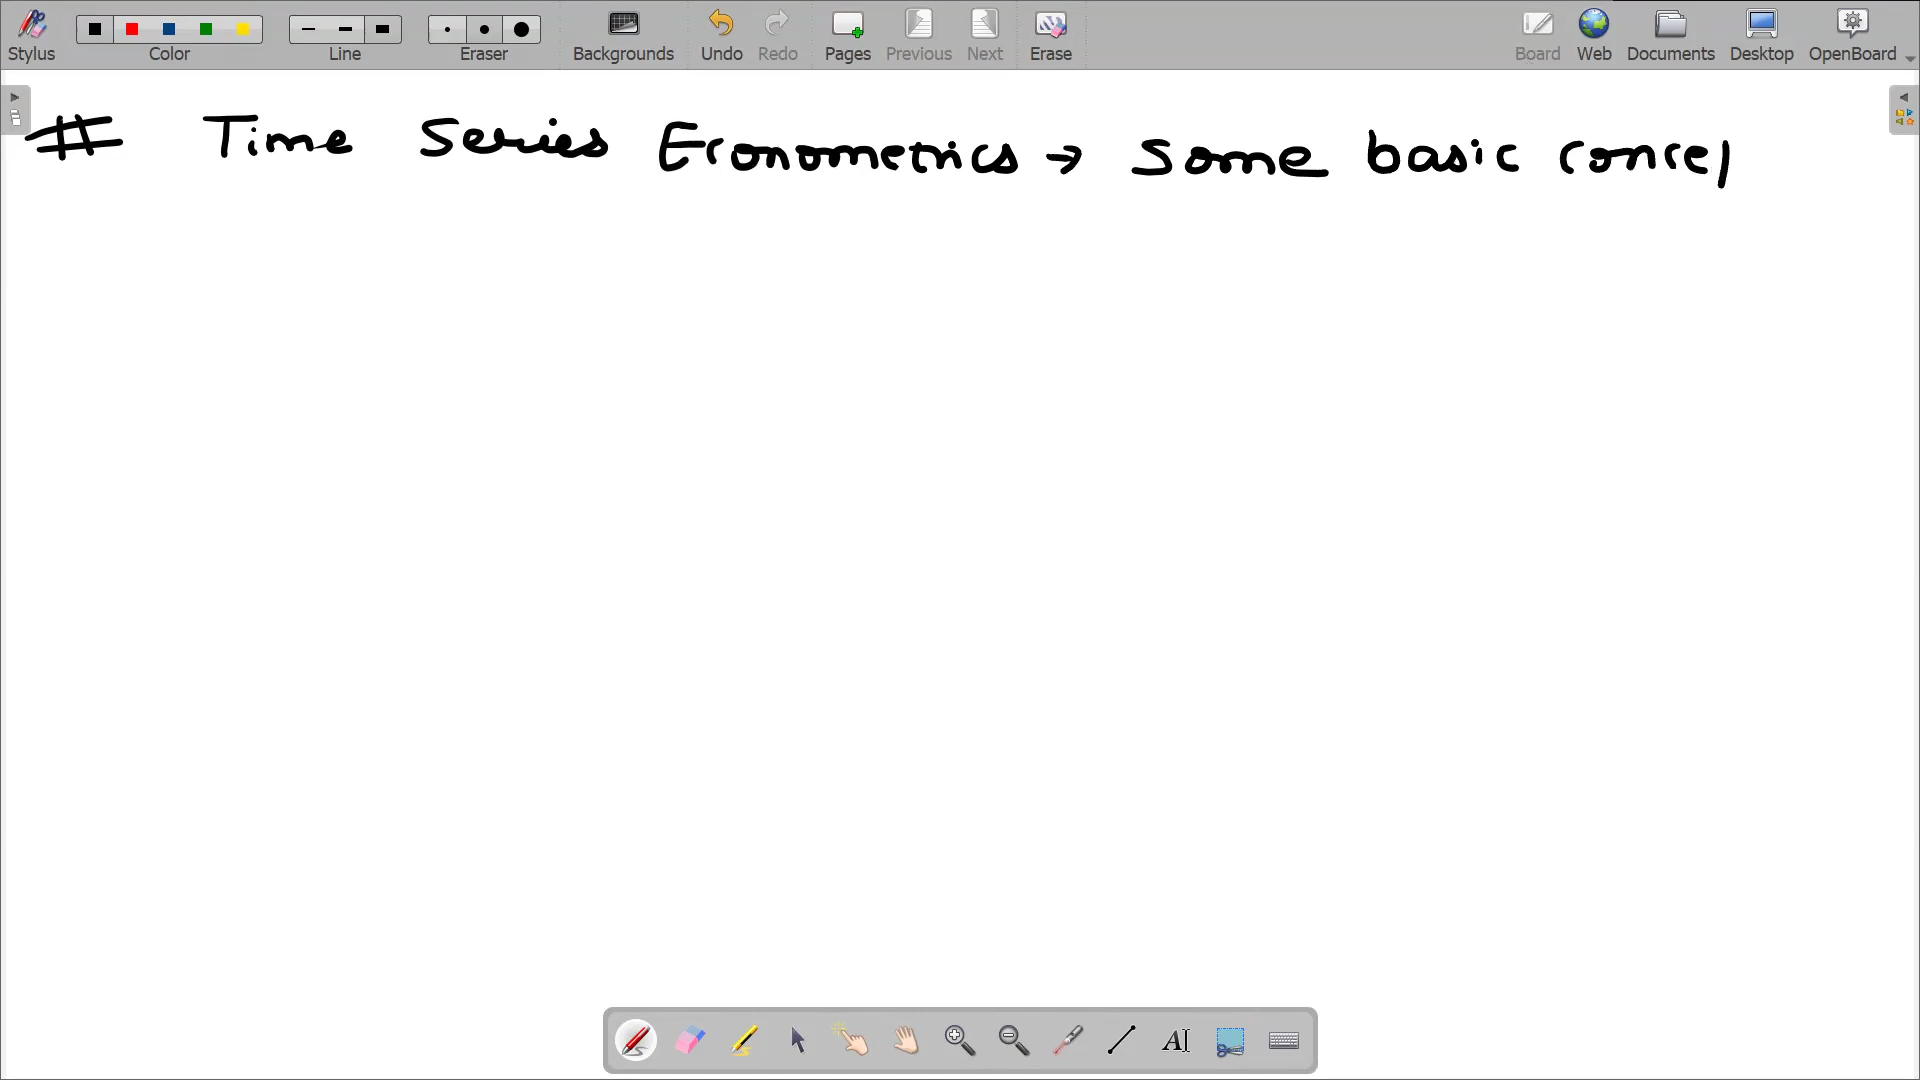 Stylus Color Line Eraser Backgrounds Undo Redo Pages Previous Next Erase Board Web Documents Desktop OpenBoard
# Time Series Econometrics → Some basic concep